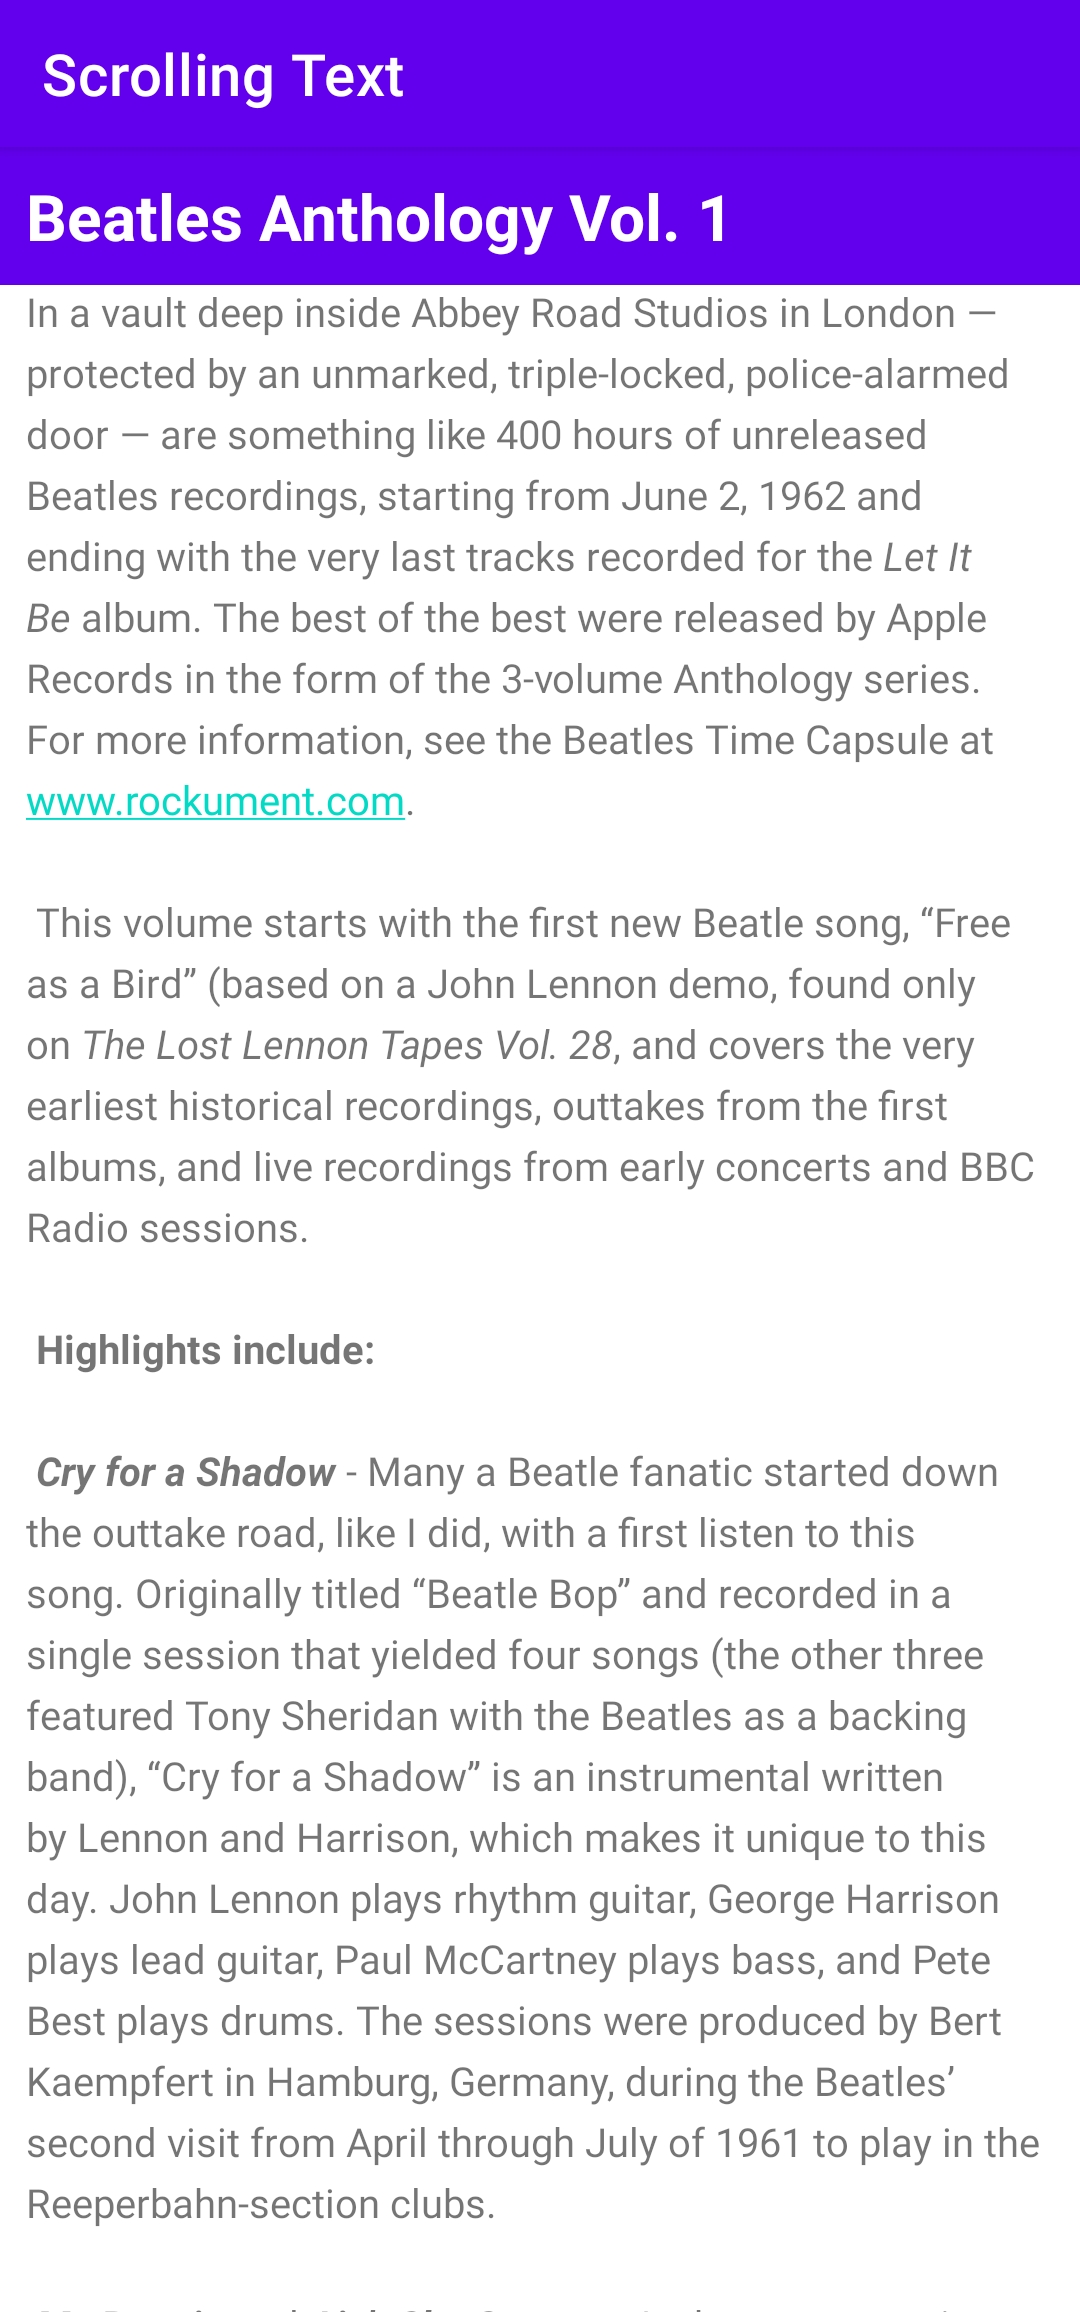 Scrolling Text
Beatles Anthology Vol. 1
In a vault deep inside Abbey Road Studios in London —
protected by an unmarked, triple-locked, police-alarmed
door — are something like 400 hours of unreleased
Beatles recordings, starting from June 2, 1962 and
ending with the very last tracks recorded for the Let It
Be album. The best of the best were released by Apple
Records in the form of the 3-volume Anthology series.
For more information, see the Beatles Time Capsule at
www.rockument.com.
This volume starts with the first new Beatle song, “Free
as a Bird” (based on a John Lennon demo, found only
on The Lost Lennon Tapes Vol. 28, and covers the very
earliest historical recordings, outtakes from the first
albums, and live recordings from early concerts and BBC
Radio sessions.
Highlights include:
Cry for a Shadow - Many a Beatle fanatic started down
the outtake road, like I did, with a first listen to this
song. Originally titled “Beatle Bop” and recorded in a
single session that yielded four songs (the other three
featured Tony Sheridan with the Beatles as a backing
band), “Cry for a Shadow” is an instrumental written
by Lennon and Harrison, which makes it unique to this
day. John Lennon plays rhythm guitar, George Harrison
plays lead guitar, Paul McCartney plays bass, and Pete
Best plays drums. The sessions were produced by Bert
Kaempfert in Hamburg, Germany, during the Beatles’
second visit from April through July of 1961 to play in the
Reeperbahn-section clubs.